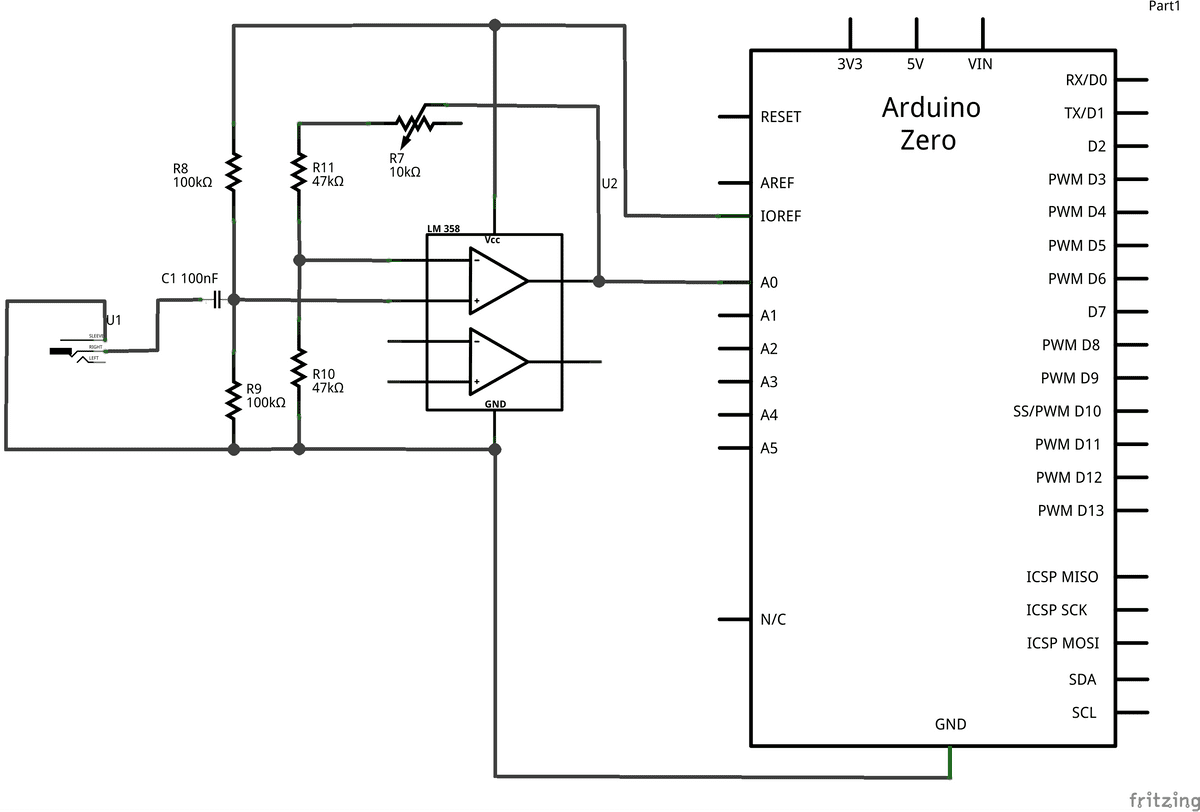 Part1
3V3
5V
VIN
Arduino
Zero
RESET
AREF
IOREF
A0
A1
A2
A3
A4
A5
N/C
RX/D0
TX/D1
D2
PWM D3
PWM D4
PWM D5
PWM D6
D7
PWM D8
PWM D9
SS/PWM D10
PWM D11
PWM D12
PWM D13
ICSP MISO
ICSP SCK
ICSP MOSI
SDA
SCL
GND
R8
100kΩ
R11
47kΩ
R7
10kΩ
U2
LM 358
Vcc
-
+
-
+
GND
C1 100nF
U1
SLEEVE
RIGHT
LEFT
R9
100kΩ
R10
47kΩ
fritzing